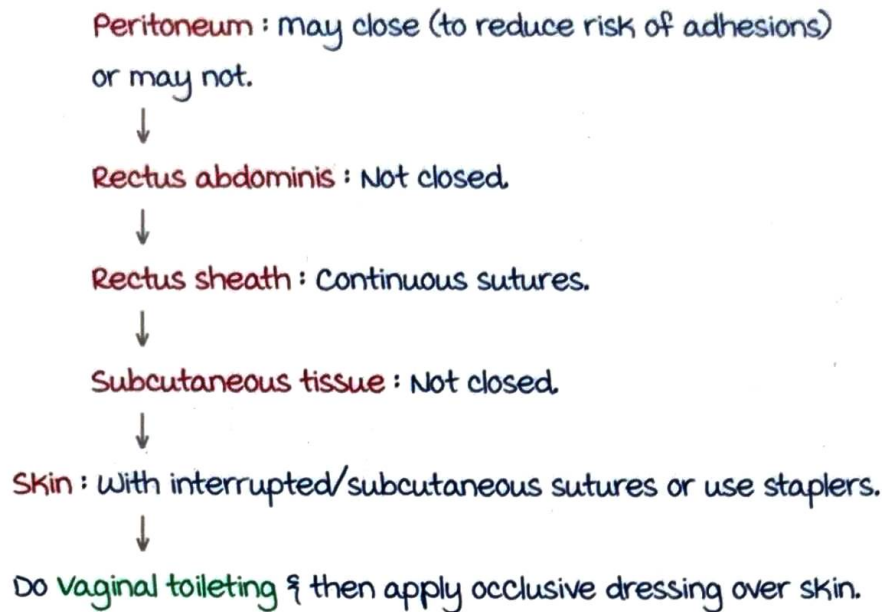 Peritoneum : may close (to reduce risk of adhesions)
or may not.
↓
Rectus abdominis : Not closed.
↓
Rectus sheath : Continuous sutures.
↓
Subcutaneous tissue : Not closed.
↓
Skin : With interrupted/subcutaneous sutures or use staplers.
↓
Do vaginal toileting & then apply occlusive dressing over skin.